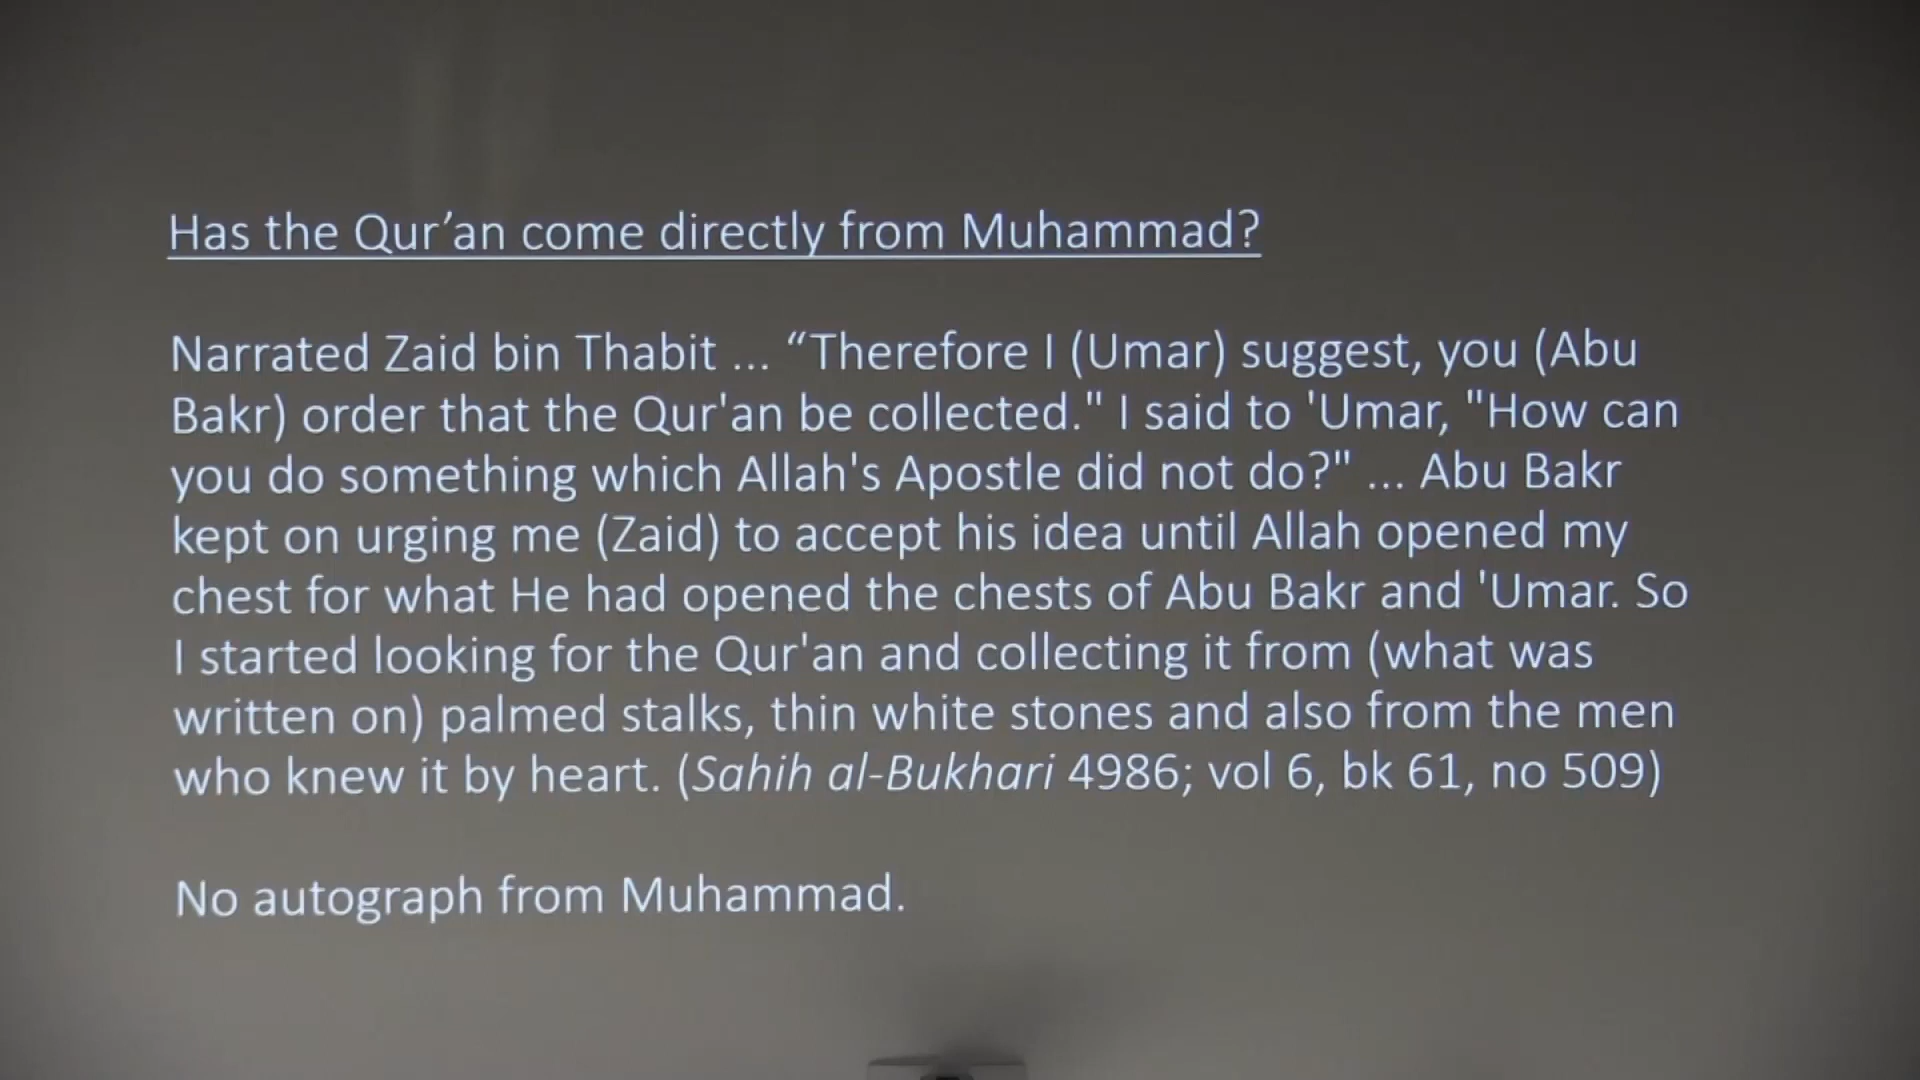 Has the Qur’an come directly from Muhammad?
Narrated Zaid bin Thabit ... “Therefore I (Umar) suggest, you (Abu
Bakr) order that the Qur'an be collected." I said to 'Umar, "How can
you do something which Allah's Apostle did not do?" ... Abu Bakr
kept on urging me (Zaid) to accept his idea until Allah opened my
chest for what He had opened the chests of Abu Bakr and 'Umar. So
I started looking for the Qur'an and collecting it from (what was
written on) palmed stalks, thin white stones and also from the men
who knew it by heart. (Sahih al-Bukhari 4986; vol 6, bk 61, no 509)
No autograph from Muhammad.